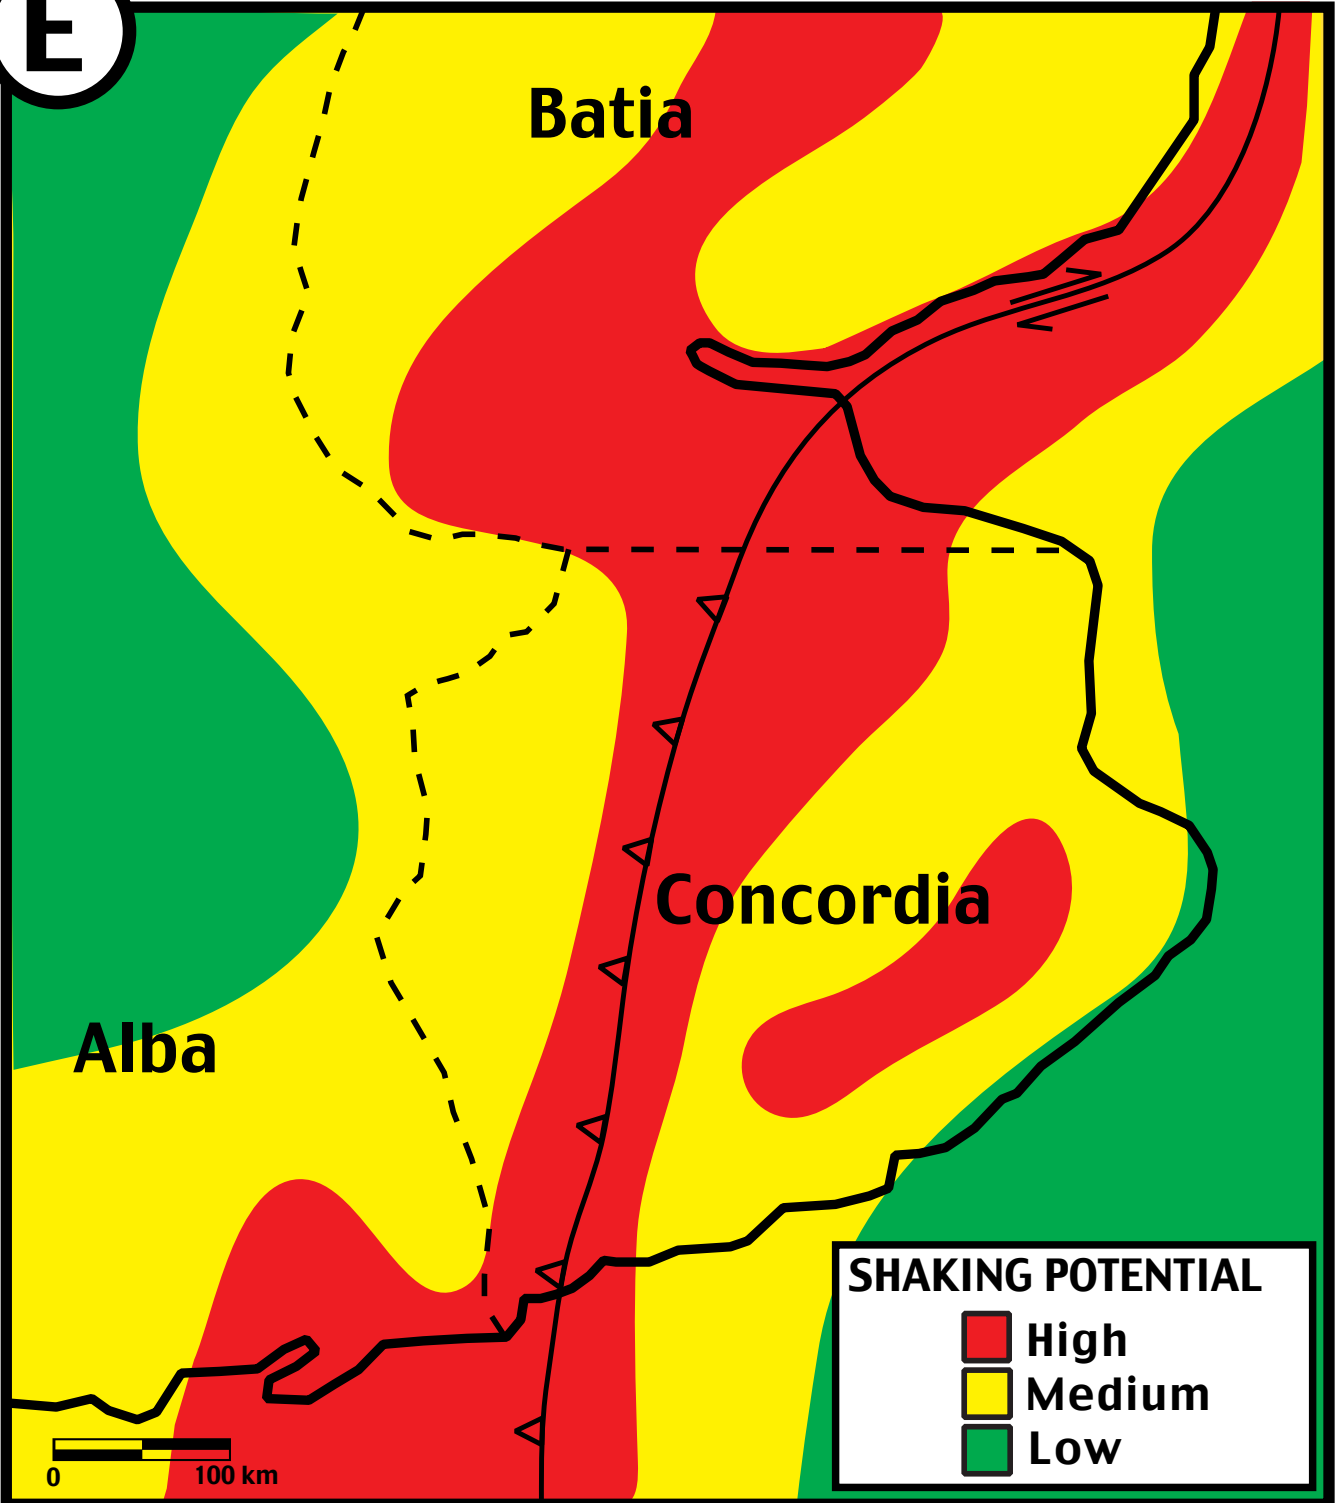 E
Batia
Concordia
Alba
SHAKING POTENTIAL
High
Medium
Low
0 100 km